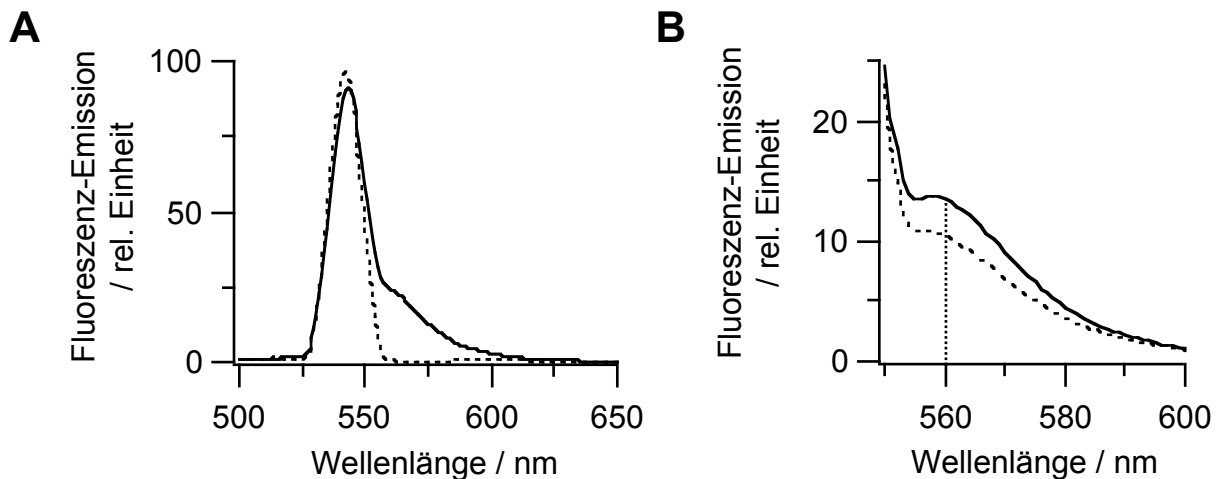 A
Fluoreszenz-Emission
/ rel. Einheit
100
50
0
500
550
600
650
Wellenlänge / nm
B
Fluoreszenz-Emission
/ rel. Einheit
20
10
0
560
580
600
Wellenlänge / nm